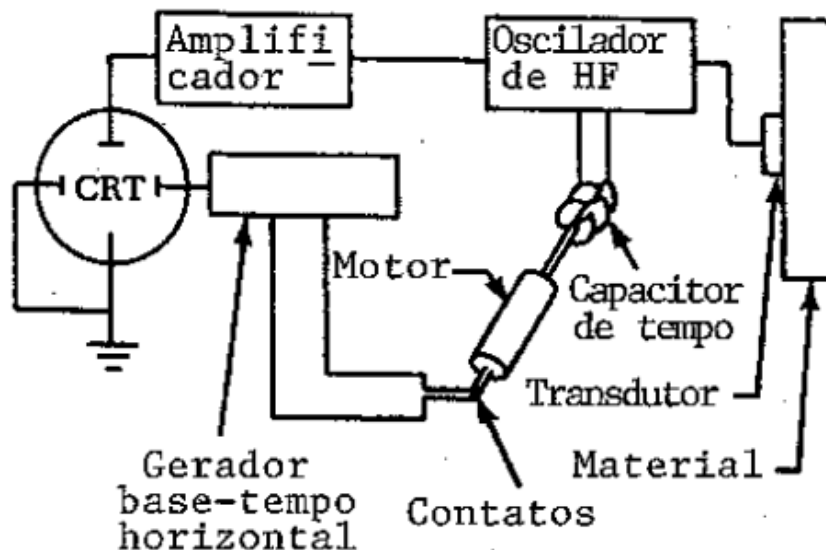 Amplifi
cador
Oscilador
de HF
CRT
Motor
Capacitor
de tempo
Transdutor
Material
Gerador
base-tempo
horizontal
Contatos